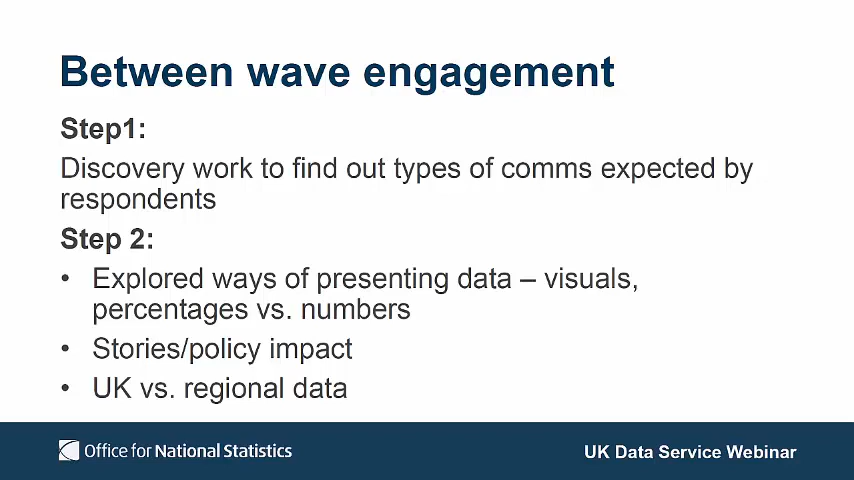 Between wave engagement
Step1:
Discovery work to find out types of comms expected by
respondents
Step 2:
• Explored ways of presenting data – visuals,
percentages vs. numbers
• Stories/policy impact
• UK vs. regional data
Office for National Statistics
UK Data Service Webinar